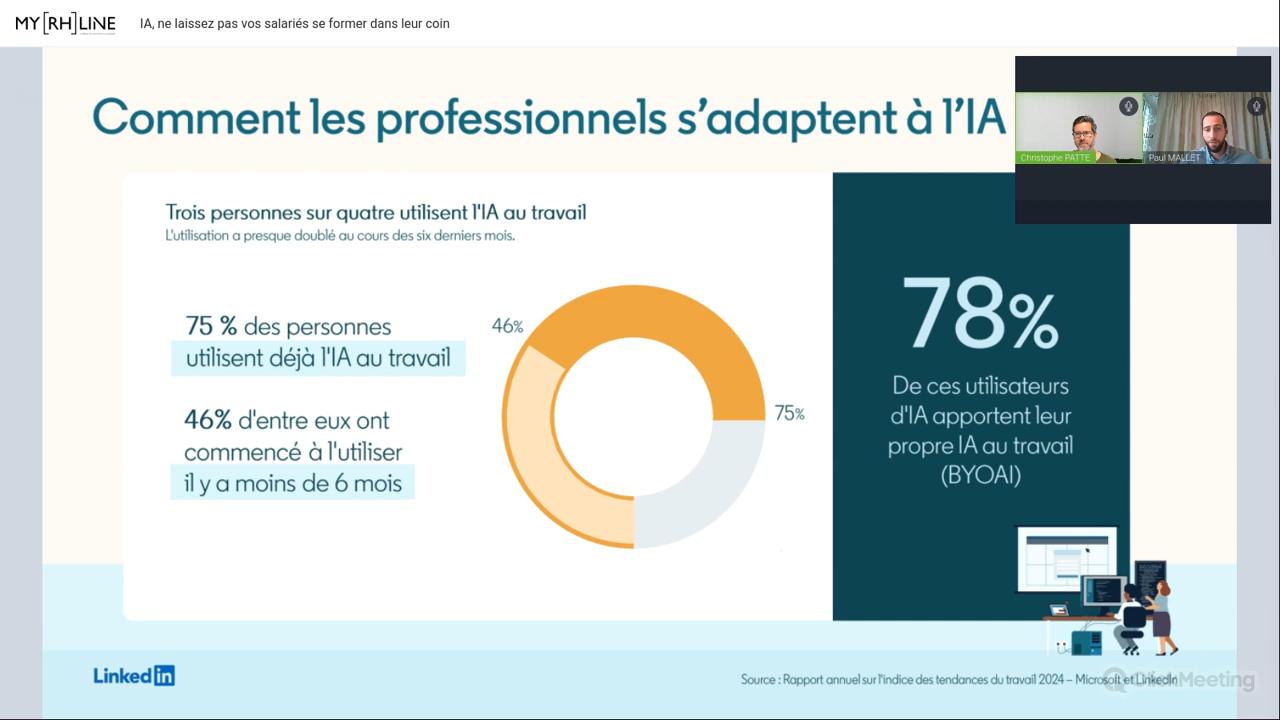 MY[RH]LINE
IA, ne laissez pas vos salariés se former dans leur coin
Comment les professionnels s’adaptent à l’IA
Christophe PATTE
Paul MALLET
Trois personnes sur quatre utilisent l'IA au travail
L'utilisation a presque doublé au cours des six derniers mois.
75 % des personnes
utilisent déjà l'IA au travail
46% d'entre eux ont
commencé à l'utiliser
il y a moins de 6 mois
46%
75%
78%
De ces utilisateurs
d'IA apportent leur
propre IA au travail
(BYOAI)
Linked in
Source : Rapport annuel sur l'indice des tendances du travail 2024 – Microsoft et LinkedIn
ClickMeeting